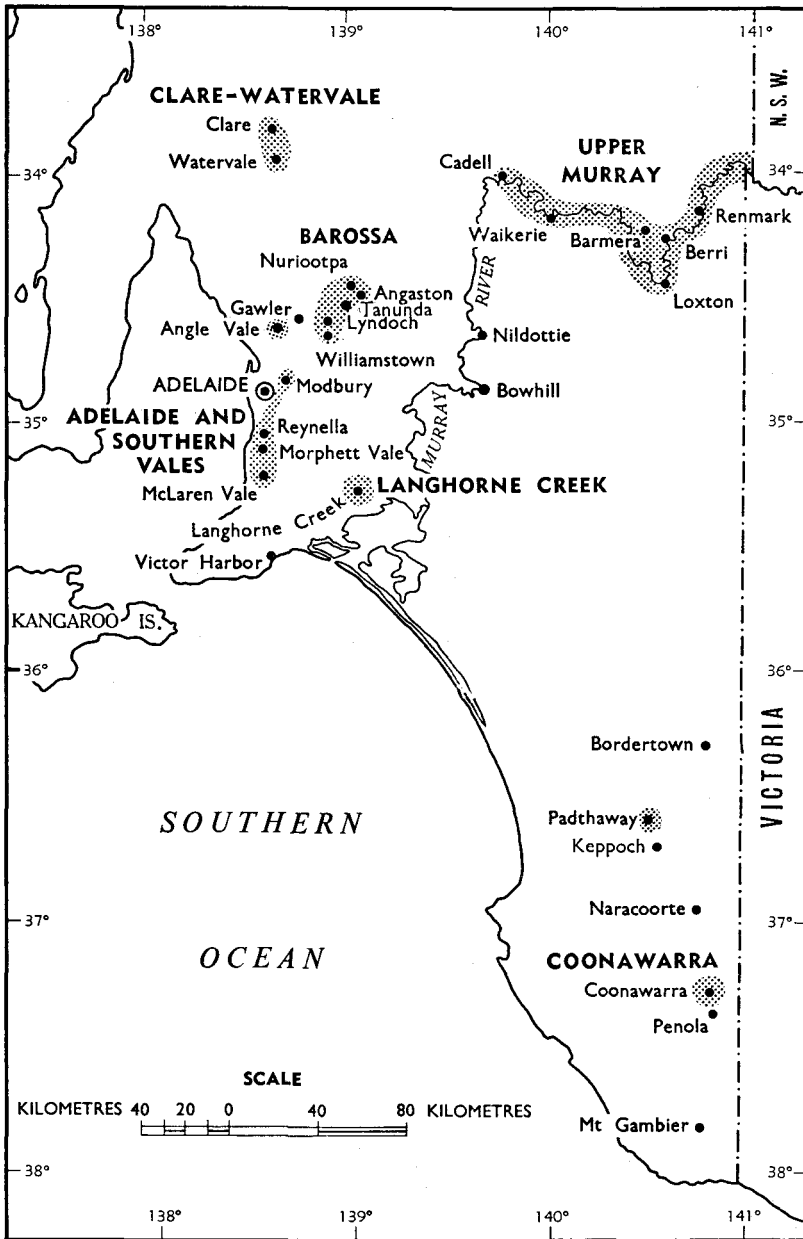 138°
139°
140°
141°
N.S.W.
CLARE-WATERVALE
Clare
Watervale
34°
34°
UPPER
MURRAY
Cadell
Waikerie
Barmera
Renmark
Berri
Loxton
BAROSSA
Nuriootpa
Angaston
Tanunda
Lyndoch
Williamstown
Gawler
Angle Vale
RIVER
MURRAY
Nildottie
Bowhill
ADELAIDE
Modbury
35°
35°
ADELAIDE AND
SOUTHERN
VALES
Reynella
Morphett Vale
McLaren Vale
LANGHORNE CREEK
Langhorne Creek
Victor Harbor
KANGAROO IS.
36°
36°
VICTORIA
Bordertown
Padthaway
Keppoch
SOUTHERN
OCEAN
Naracoorte
37°
37°
COONAWARRA
Coonawarra
Penola
SCALE
KILOMETRES 40 20 0 40 80 KILOMETRES
Mt Gambier
38°
38°
138°
139°
140°
141°